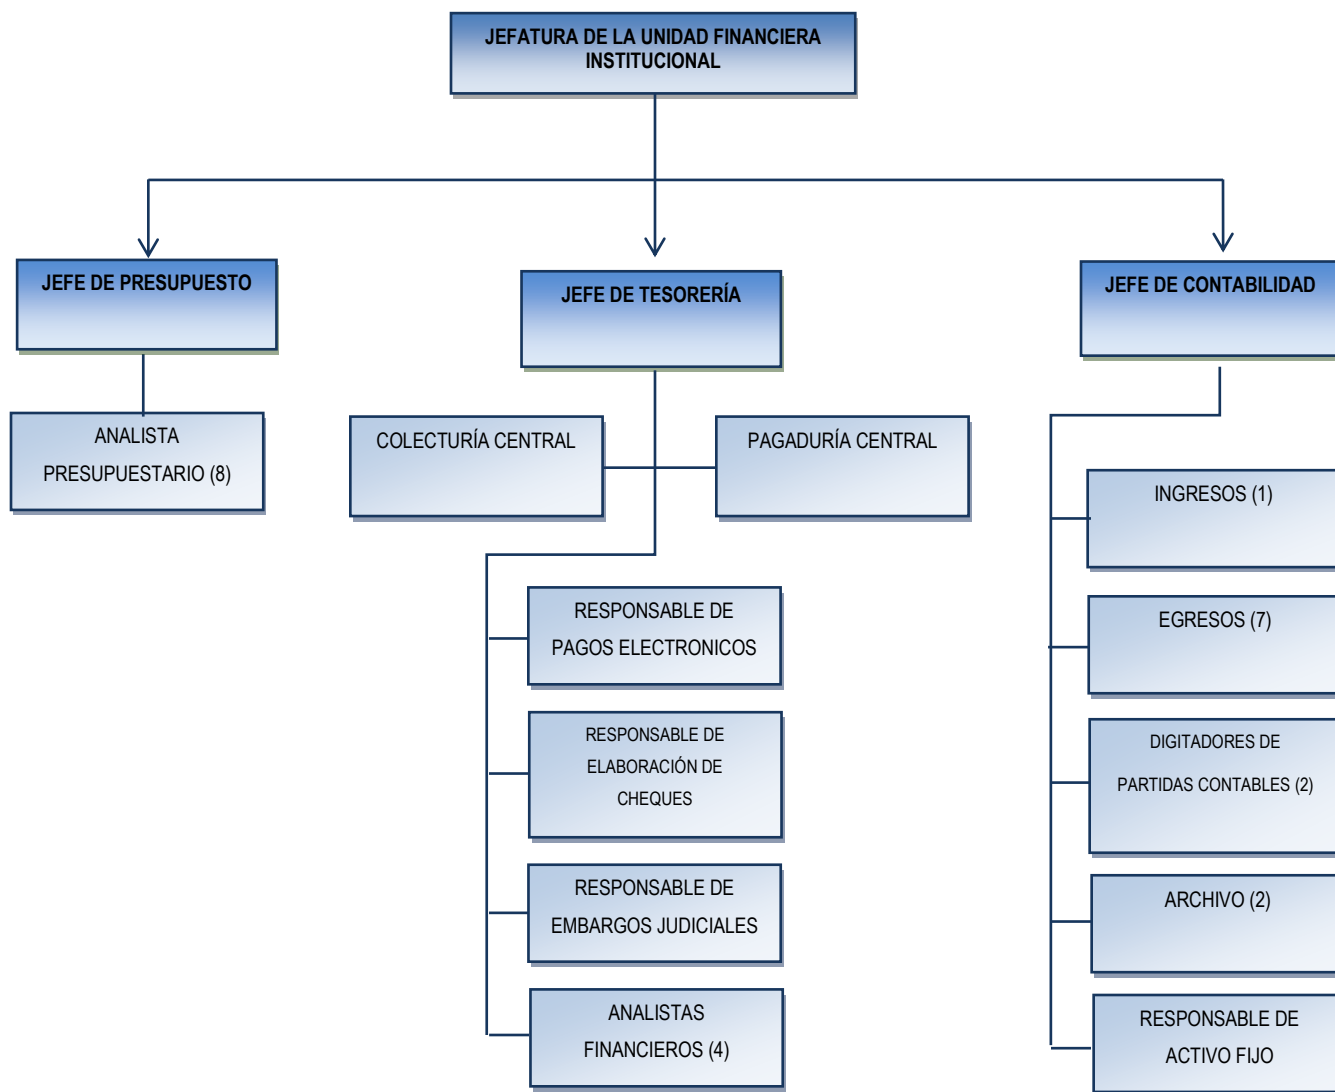 JEFATURA DE LA UNIDAD FINANCIERA
INSTITUCIONAL
JEFE DE PRESUPUESTO
JEFE DE TESORERÍA
JEFE DE CONTABILIDAD
ANALISTA
PRESUPUESTARIO (8)
COLECTURÍA CENTRAL
PAGADURÍA CENTRAL
RESPONSABLE DE
PAGOS ELECTRONICOS
RESPONSABLE DE
ELABORACIÓN DE
CHEQUES
RESPONSABLE DE
EMBARGOS JUDICIALES
ANALISTAS
FINANCIEROS (4)
INGRESOS (1)
EGRESOS (7)
DIGITADORES DE
PARTIDAS CONTABLES (2)
ARCHIVO (2)
RESPONSABLE DE
ACTIVO FIJO